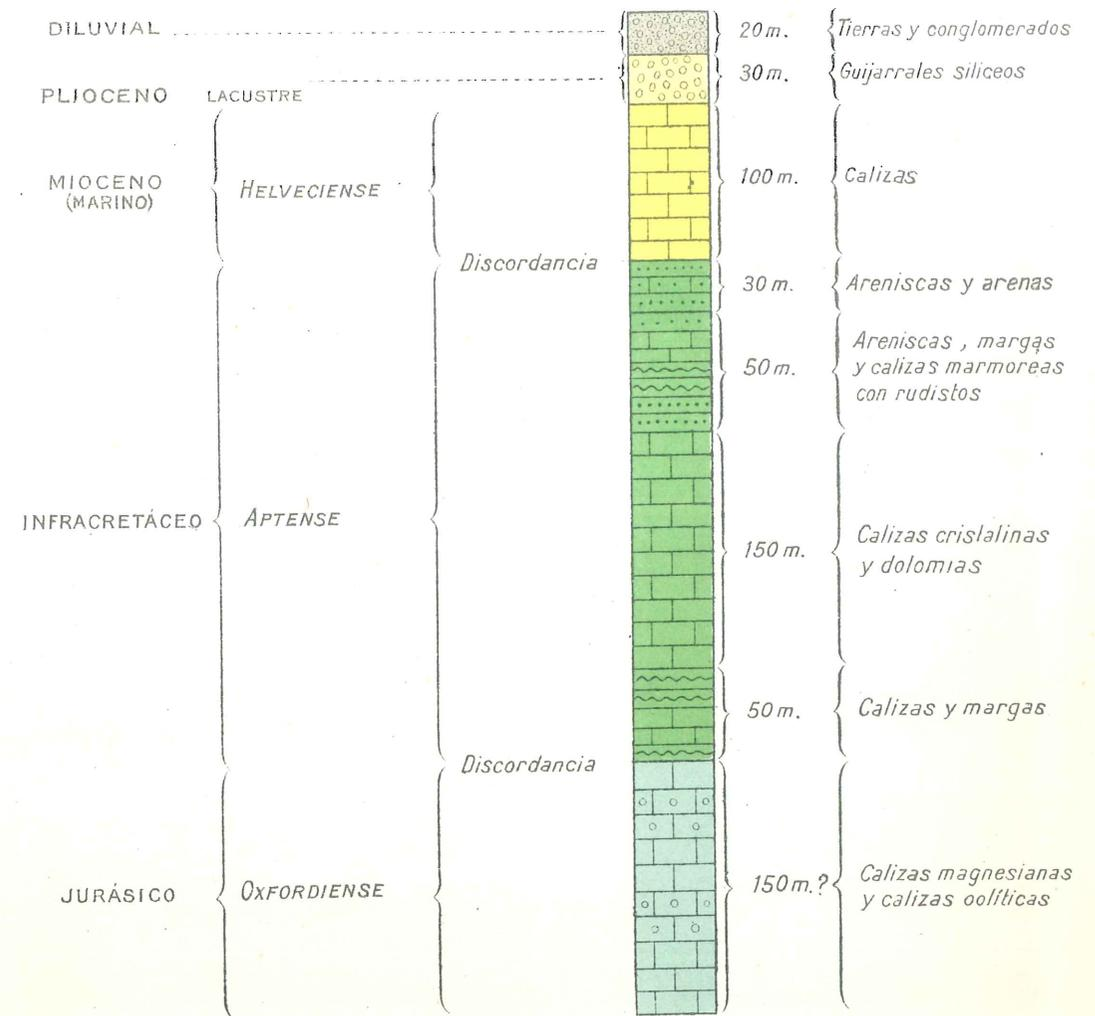 DILUVIAL
20 m.
Tierras y conglomerados
PLIOCENO LACUSTRE
30 m.
Guijarrales siliceos
MIOCENO
(MARINO)
HELVECIENSE
100 m.
Calizas
Discordancia
30 m.
Areniscas y arenas
50 m.
Areniscas, margas
y calizas marmoreas
con rudistos
INFRACRETÁCEO
APTENSE
150 m.
Calizas crislalinas
y dolomias
50 m.
Calizas y margas
Discordancia
JURÁSICO
OXFORDIENSE
150 m.?
Calizas magnesianas
y calizas oolíticas